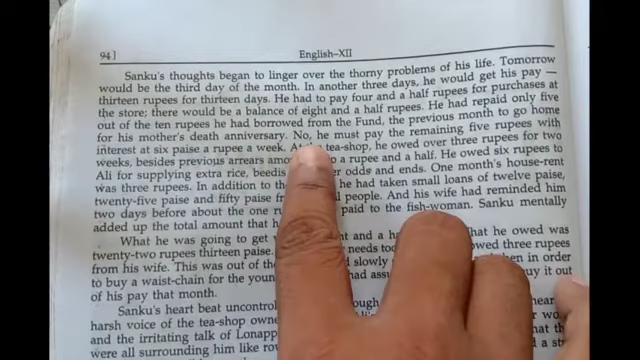 94]
English-XII
Sanku's thoughts began to linger over the thorny problems of his life. Tomorrow
would be the third day of the month. In another three days, he would get his pay —
thirteen rupees for thirteen days. He had to pay four and a half rupees for purchases at
the store; there would be a balance of eight and a half rupees. He had repaid only five
out of the ten rupees he had borrowed from the Fund, the previous month to go home
for his mother's death anniversary. No, he must pay the remaining five rupees with
interest at six paise a rupee a week. At tea-shop, he owed over three rupees for two
weeks, besides previous arrears to a rupee and a half. He owed six rupees to
Ali for supplying extra rice, odds and ends. One month's house-rent
was three rupees. In addition to he had taken small loans of twelve paise,
twenty-five paise and fifty paise people. And his wife had reminded him
two days before about the one paid to the fish-woman. Sanku mentally
added up the total amount that
What he was going to get and a what he owed was
twenty-two rupees thirteen paise. needs owed three rupees
from his wife. This was out of the slowly in order
to buy a waist-chain for the had buy it out
of his pay that month.
Sanku's heart beat
harsh voice of the tea-shop
and the irritating talk of that
were all surrounding him like a